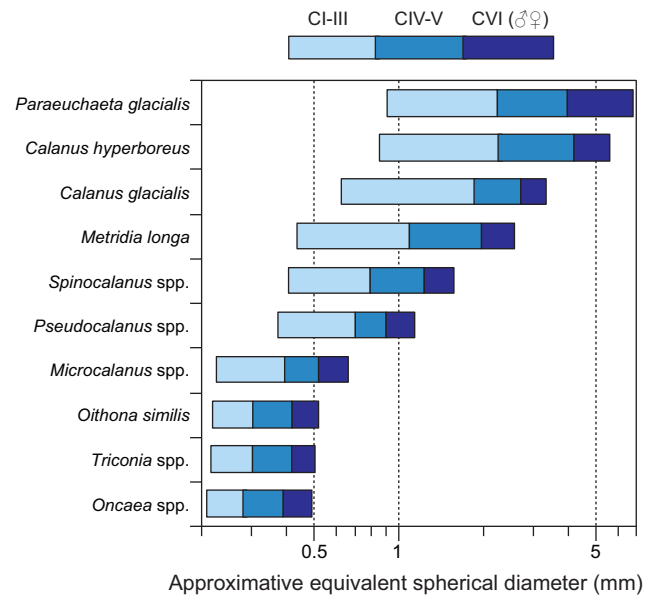 CI-III CIV-V CVI (♂♀)
Paraeuchaeta glacialis
Calanus hyperboreus
Calanus glacialis
Metridia longa
Spinocalanus spp.
Pseudocalanus spp.
Microcalanus spp.
Oithona similis
Triconia spp.
Oncaea spp.
0.5 1 5
Approximative equivalent spherical diameter (mm)